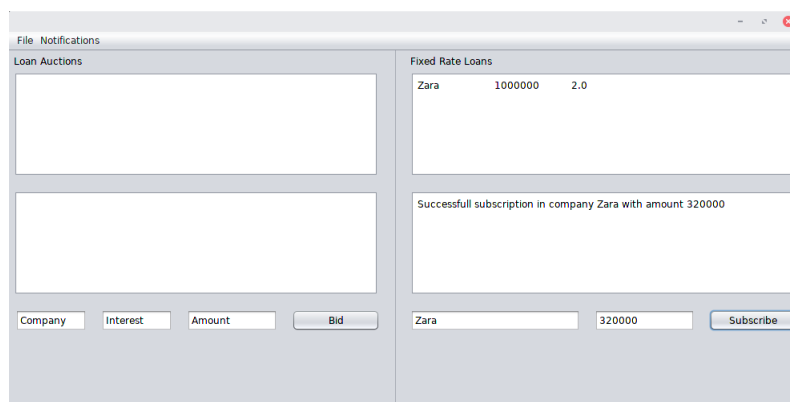 File Notifications
Loan Auctions
Fixed Rate Loans
Zara 1000000 2.0
Successfull subscription in company Zara with amount 320000
Company Interest Amount Bid
Zara 320000 Subscribe